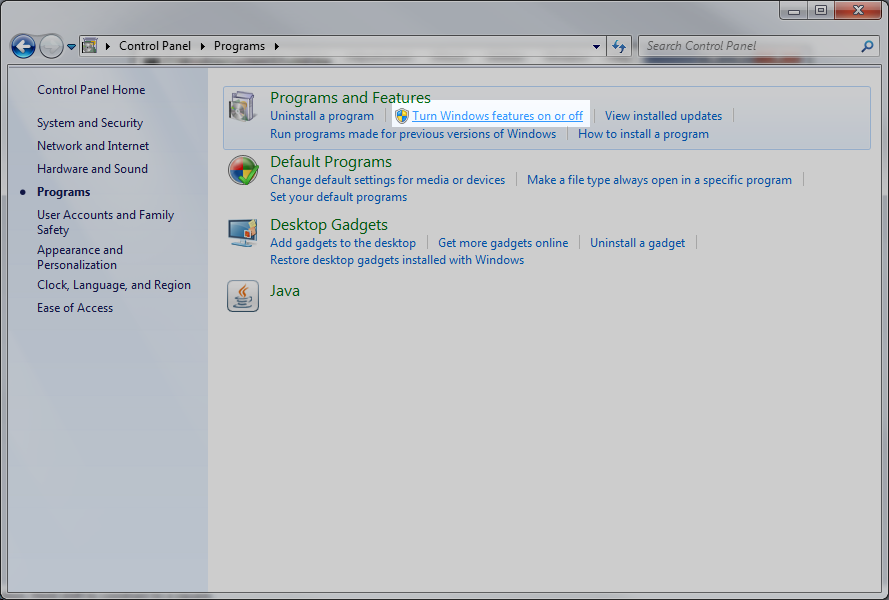 Control Panel
Programs
Search Control Panel
Control Panel Home
System and Security
Network and Internet
Hardware and Sound
Programs
User Accounts and Family
Safety
Appearance and
Personalization
Clock, Language, and Region
Ease of Access
Programs and Features
Uninstall a program
Turn Windows features on or off
View installed updates
Run programs made for previous versions of Windows
How to install a program
Default Programs
Change default settings for media or devices
Make a file type always open in a specific program
Set your default programs
Desktop Gadgets
Add gadgets to the desktop
Get more gadgets online
Uninstall a gadget
Restore desktop gadgets installed with Windows
Java